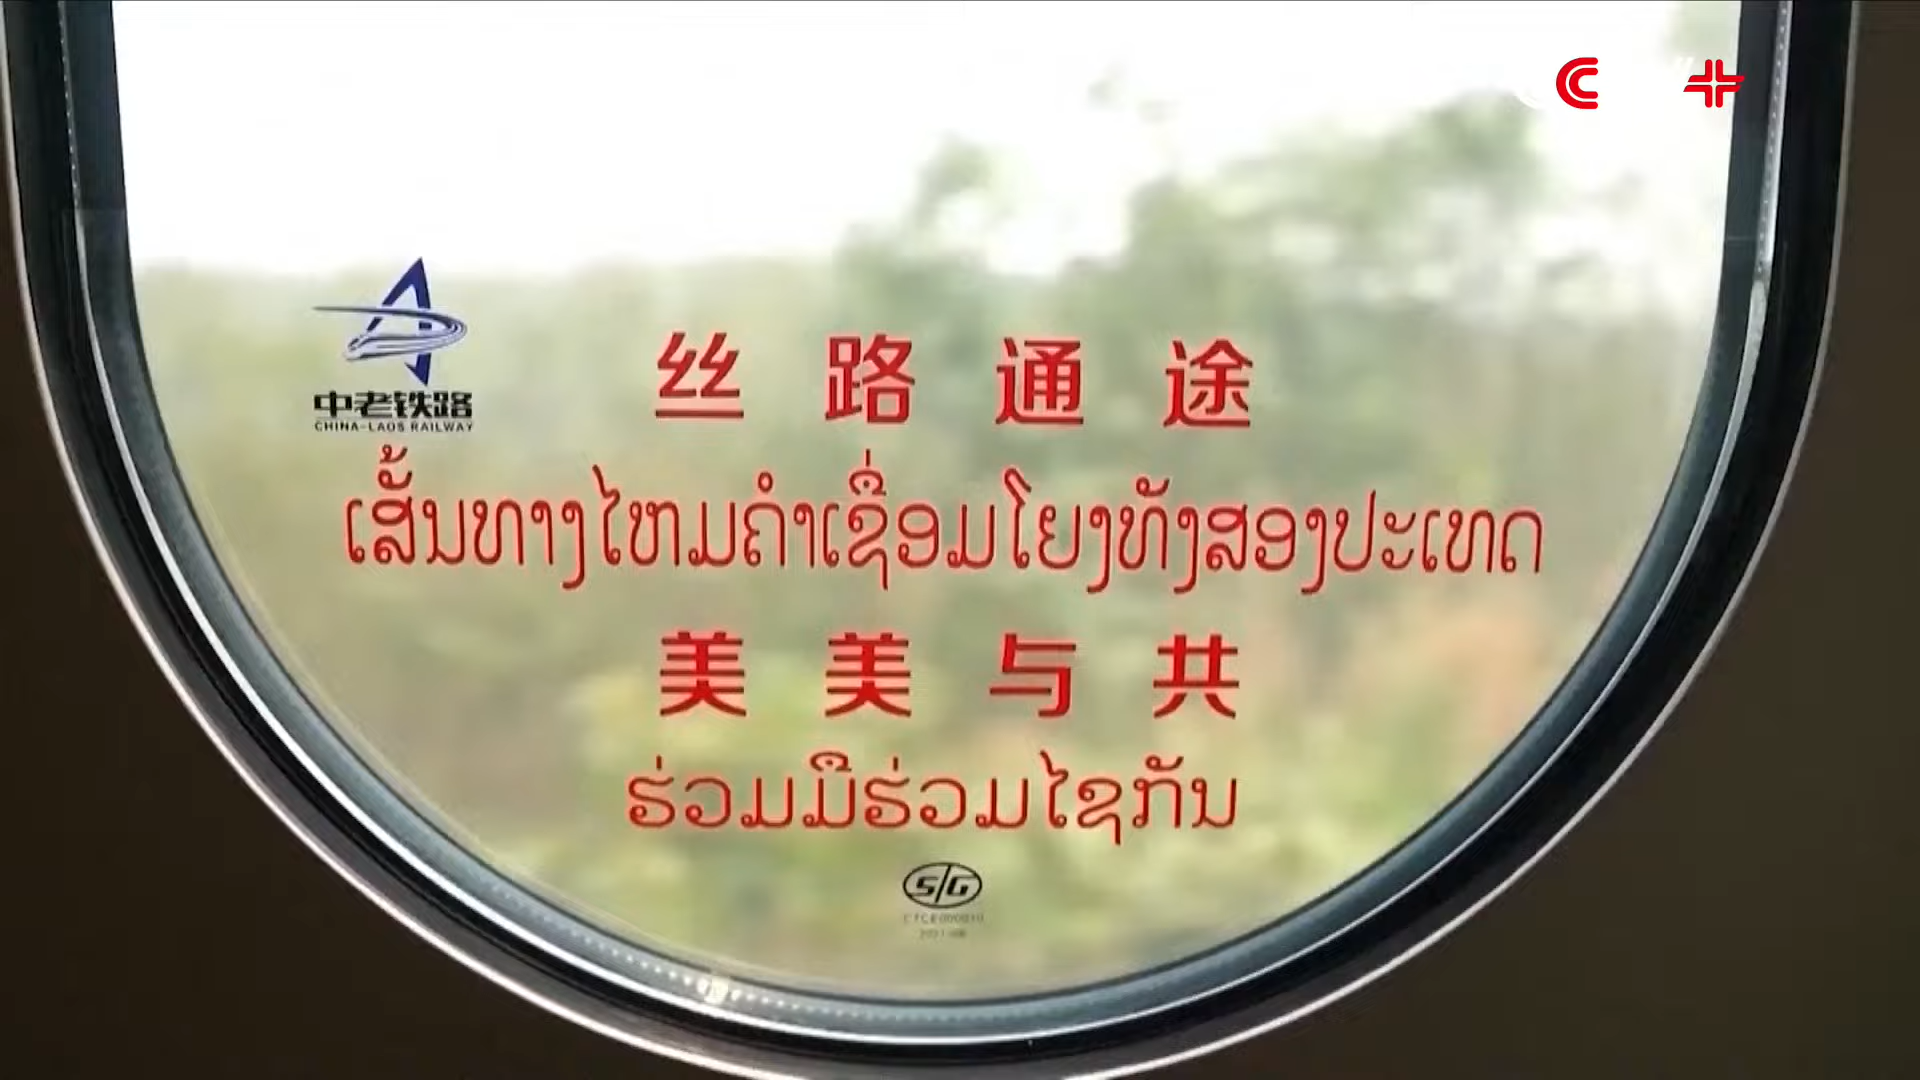 中老铁路
CHINA-LAOS RAILWAY
丝路通途
ເສັ້ນທາງໄຫມຄຳເຊື່ອມໂຍງທັງສອງປະເທດ
美美与共
ຮ່ວມມືຮ່ວມໄຊກັນ
S/G